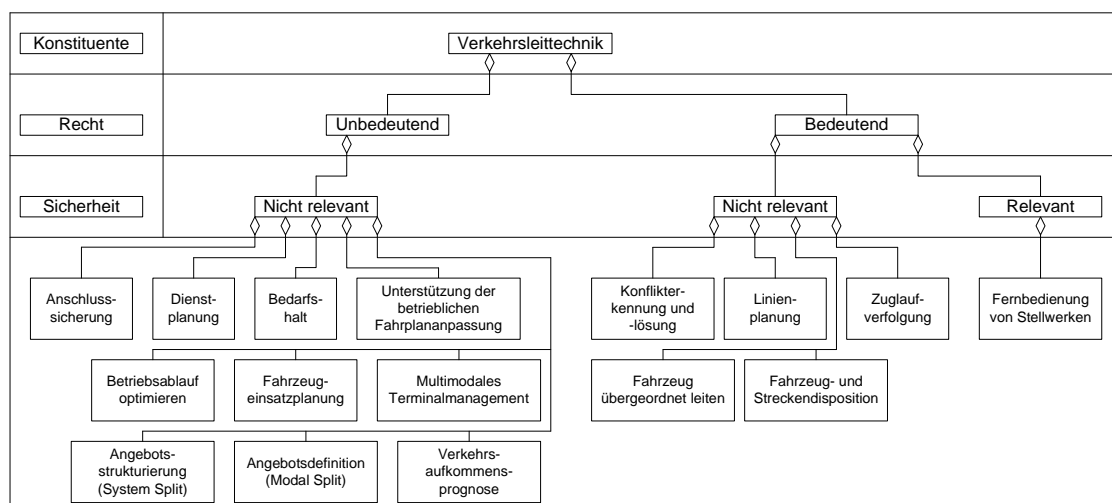 Konstituente
Verkehrsleittechnik
Recht
Unbedeutend
Bedeutend
Sicherheit
Nicht relevant
Nicht relevant
Relevant
Anschluss-
sicherung
Dienst-
planung
Bedarfs-
halt
Unterstützung der
betrieblichen
Fahrplananpassung
Konflikter-
kennung und
-lösung
Linien-
planung
Zuglauf-
verfolgung
Fernbedienung
von Stellwerken
Betriebsablauf
optimieren
Fahrzeug-
einsatzplanung
Multimodales
Terminalmanagement
Fahrzeug
übergeordnet leiten
Fahrzeug- und
Streckendisposition
Angebots-
strukturierung
(System Split)
Angebotsdefinition
(Modal Split)
Verkehrs-
aufkommens-
prognose